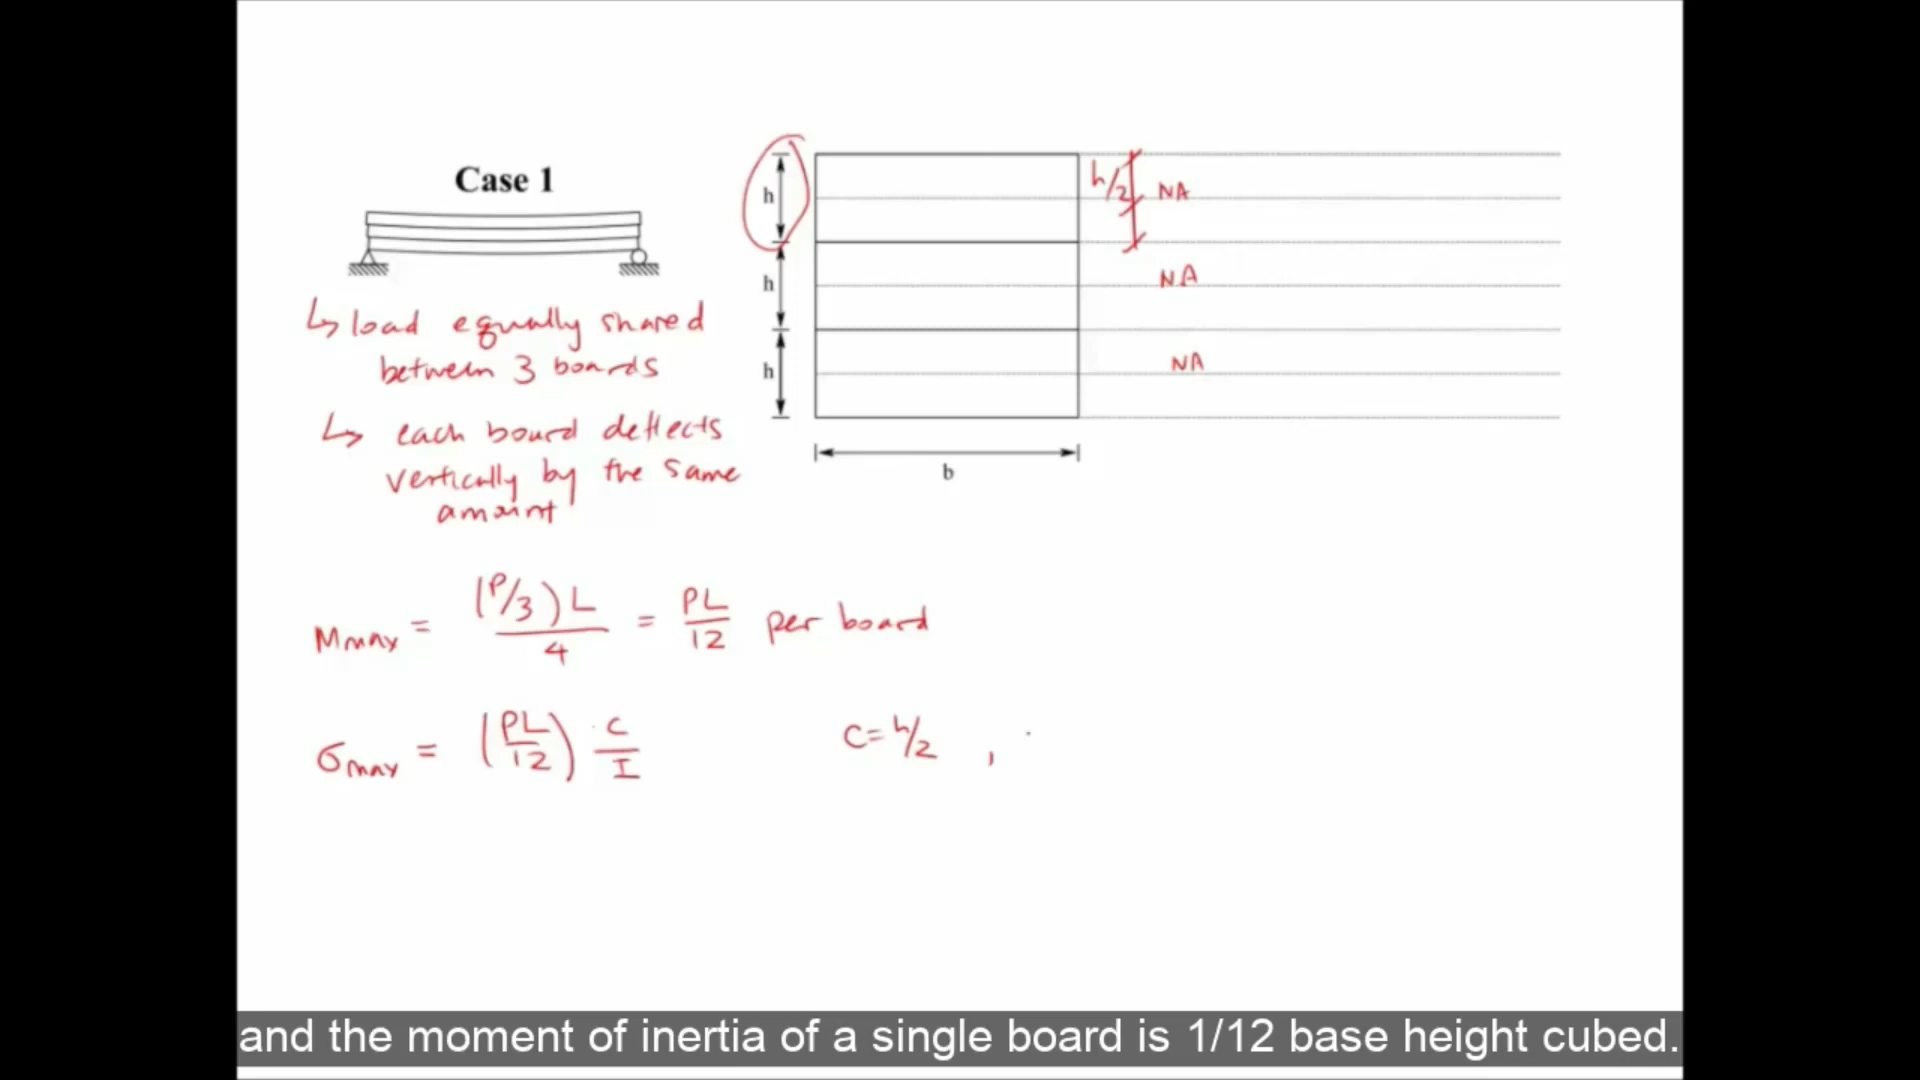 Case 1
h
h
h
b
h/2
NA
NA
NA
↳ load equally shared
between 3 boards
↳ each board deflects
vertically by the same
amount
Mmax = (P/3)L / 4 = PL/12 per board
σmax = (PL/12) · C/I    C = h/2 ,
and the moment of inertia of a single board is 1/12 base height cubed.